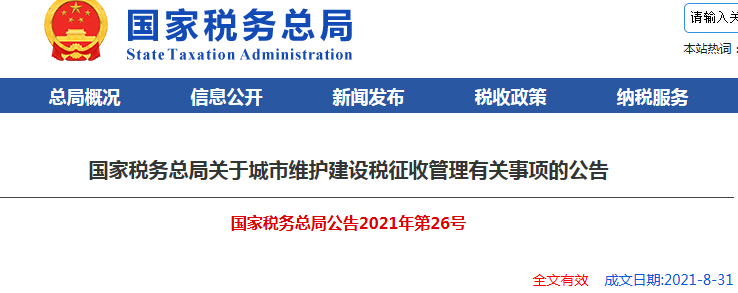 国家税务总局
State Taxation Administration
请输入关
本站热词：
总局概况 信息公开 新闻发布 税收政策 纳税服务
国家税务总局关于城市维护建设税征收管理有关事项的公告
国家税务总局公告2021年第26号
全文有效 成文日期:2021-8-31